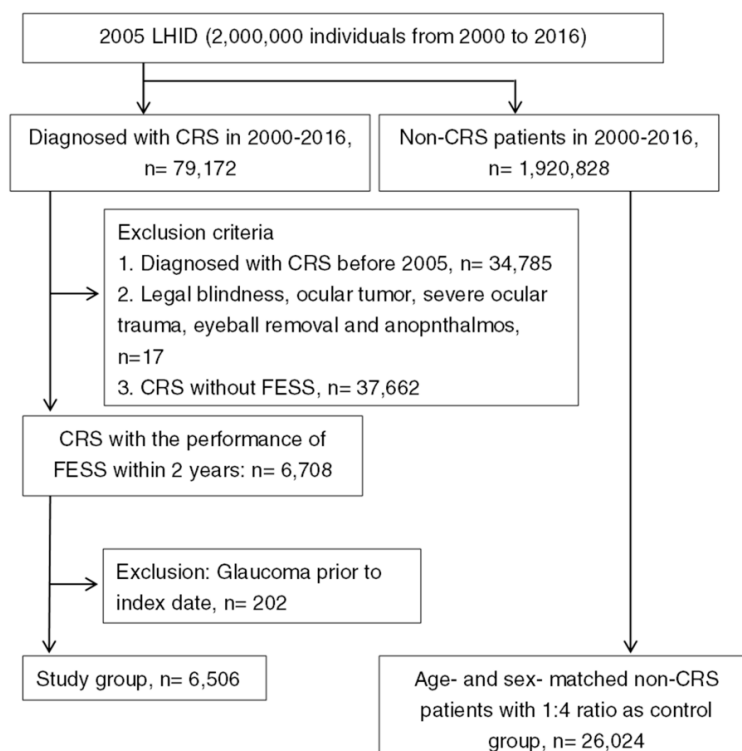 2005 LHID (2,000,000 individuals from 2000 to 2016)
Diagnosed with CRS in 2000-2016,
n= 79,172
Non-CRS patients in 2000-2016,
n= 1,920,828
Exclusion criteria
1. Diagnosed with CRS before 2005, n= 34,785
2. Legal blindness, ocular tumor, severe ocular
trauma, eyeball removal and anopnthalmos,
n=17
3. CRS without FESS, n= 37,662
CRS with the performance of
FESS within 2 years: n= 6,708
Exclusion: Glaucoma prior to
index date, n= 202
Study group, n= 6,506
Age- and sex- matched non-CRS
patients with 1:4 ratio as control
group, n= 26,024